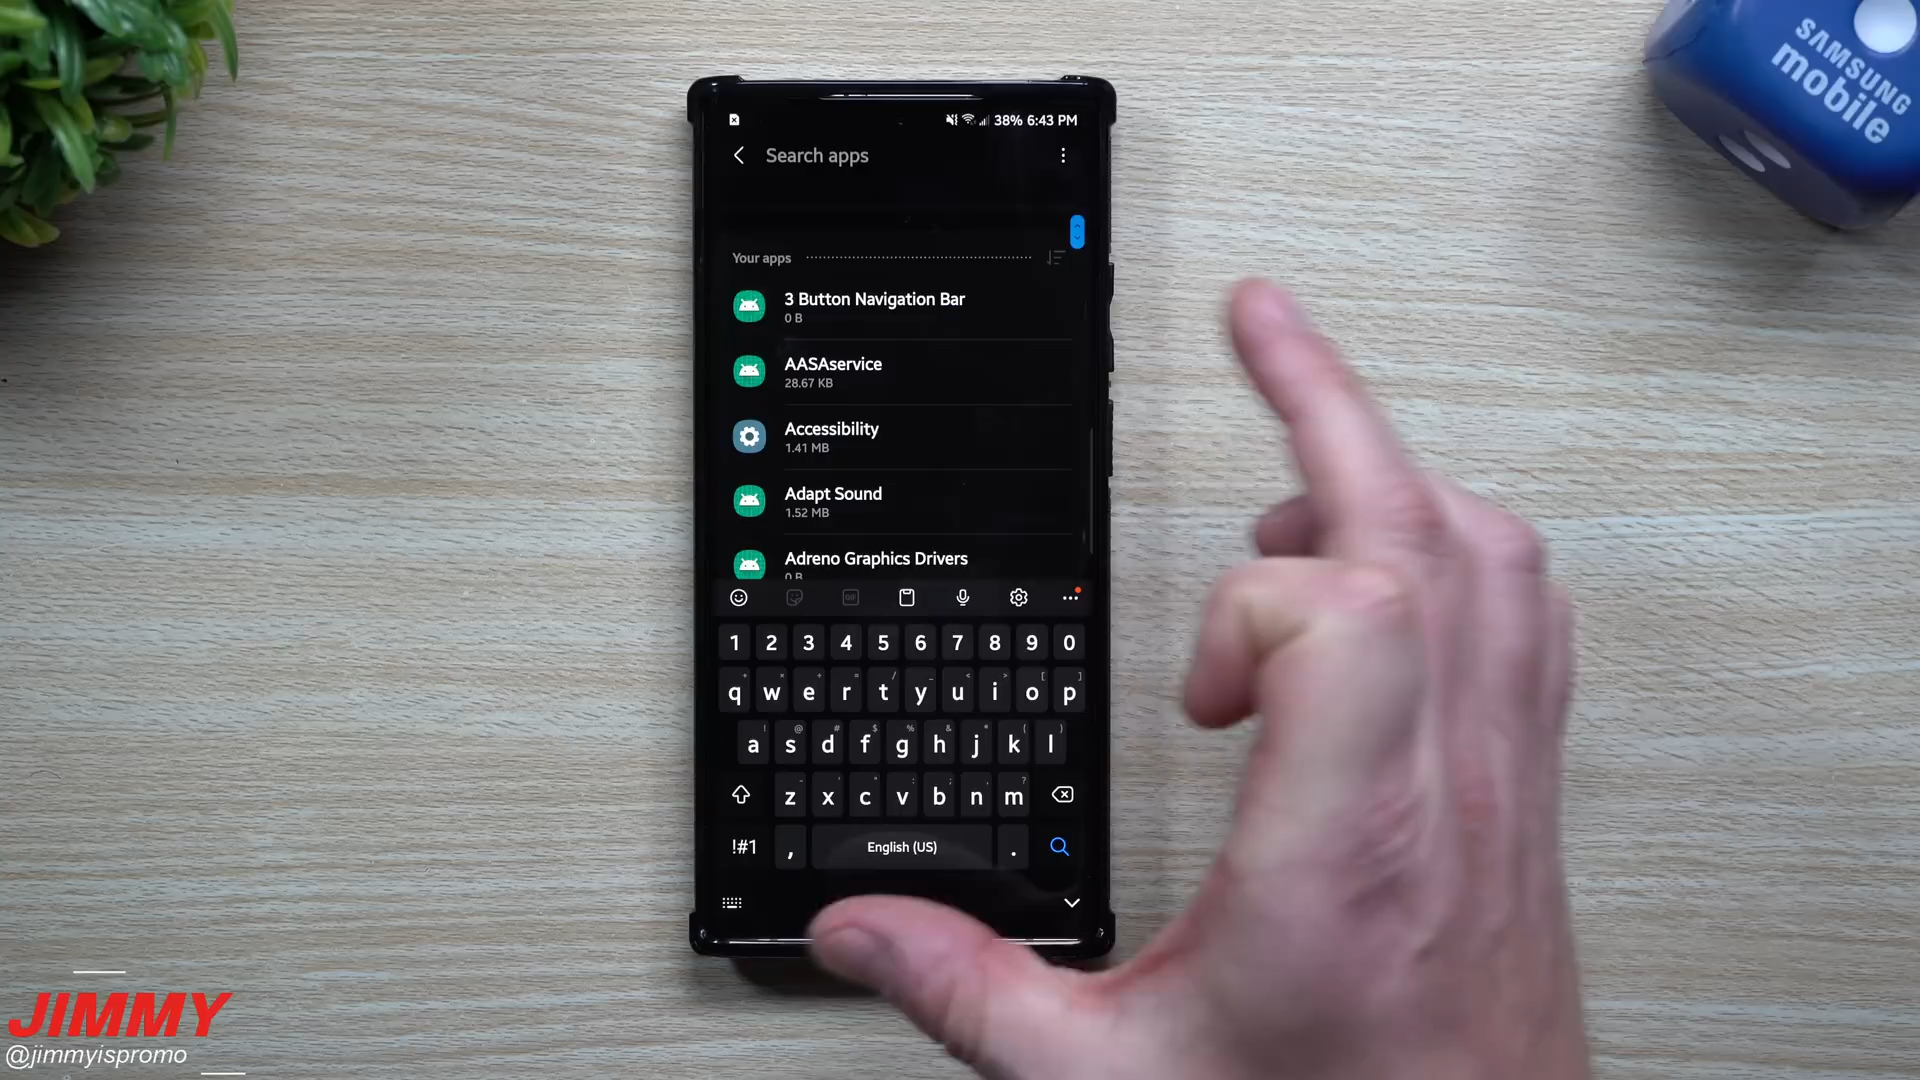 SAMSUNG
mobile
38% 6:43 PM
Search apps
Your apps
3 Button Navigation Bar
0 B
AASAservice
28.67 KB
Accessibility
1.41 MB
Adapt Sound
1.52 MB
Adreno Graphics Drivers
0 B
GIF
1 2 3 4 5 6 7 8 9 0
q w e r t y u i o p
a s d f g h j k l
z x c v b n m
!#1 , English (US) .
JIMMY
@jimmyispromo